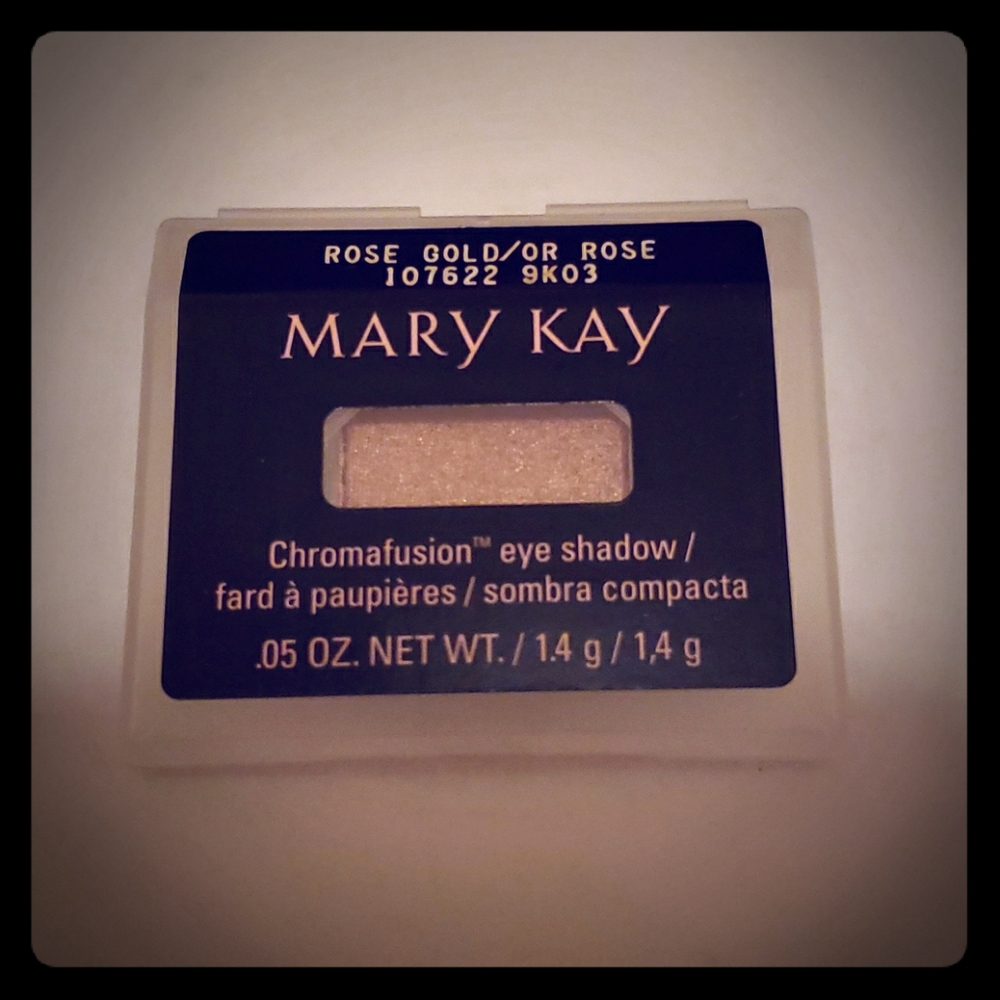 ROSE GOLD/OR ROSE
107622 9K03
MARY KAY
Chromafusion™ eye shadow /
fard à paupières / sombra compacta
.05 OZ. NET WT. / 1.4 g / 1,4 g